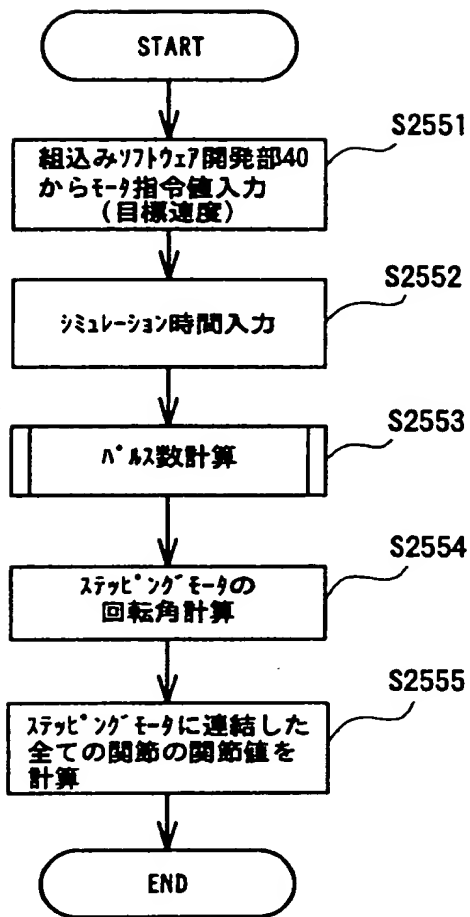 START
S2551
組込みｿﾌﾄｳｪｱ開発部40
からﾓｰﾀ指令値入力
(目標速度)
S2552
ｼﾐｭﾚｰｼｮﾝ時間入力
S2553
ﾊﾟﾙｽ数計算
S2554
ｽﾃｯﾋﾟﾝｸﾞﾓｰﾀの
回転角計算
S2555
ｽﾃｯﾋﾟﾝｸﾞﾓｰﾀに連結した
全ての関節の関節値を
計算
END